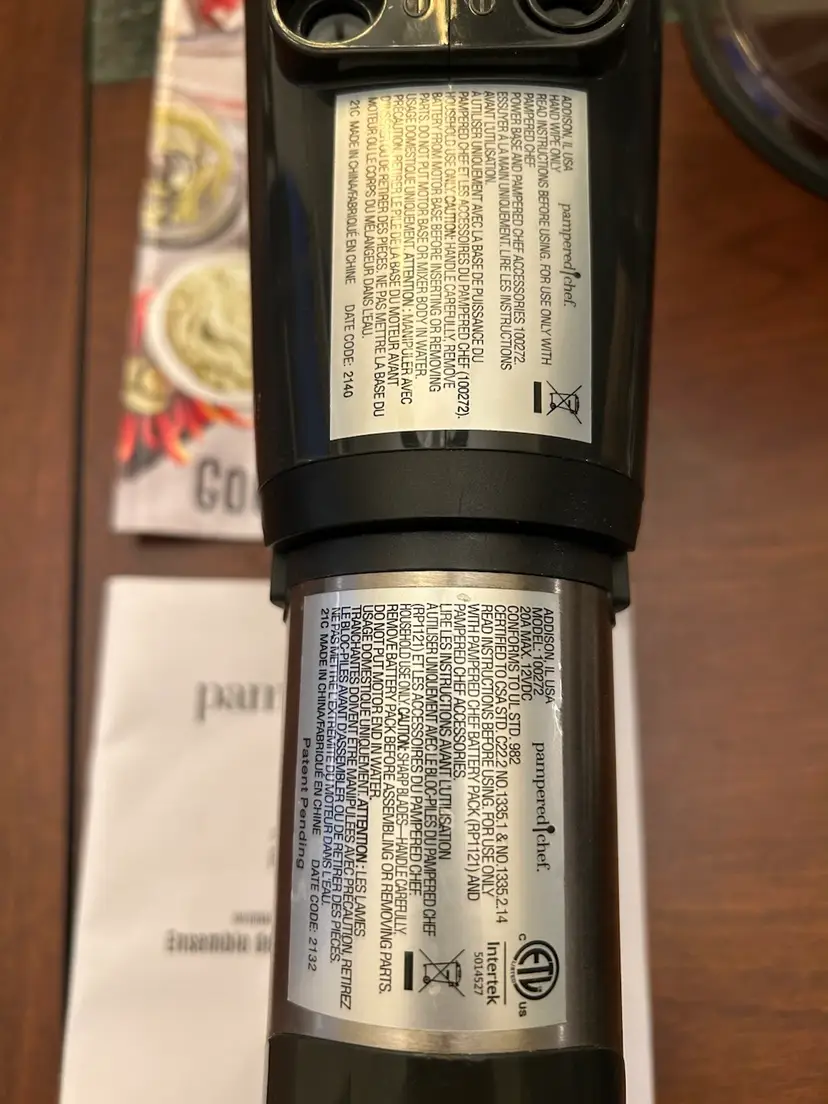 ADDISON, IL USA
HAND WIPE ONLY
pampered chef.
READ INSTRUCTIONS BEFORE USING. FOR USE ONLY WITH
PAMPERED CHEF
POWER BASE AND PAMPERED CHEF ACCESSORIES 100272.
ESSUYER À LA MAIN UNIQUEMENT. LIRE LES INSTRUCTIONS
AVANT L'UTILISATION.
A UTILISER UNIQUEMENT AVEC LA BASE DE PUISSANCE DU
PAMPERED CHEF ET LES ACCESSOIRES DU PAMPERED CHEF (100272).
HOUSEHOLD USE ONLY. CAUTION: HANDLE CAREFULLY, REMOVE
BATTERY FROM MOTOR BASE BEFORE INSERTING OR REMOVING
PARTS. DO NOT PUT MOTOR BASE OR MIXER BODY IN WATER.
USAGE DOMESTIQUE UNIQUEMENT. ATTENTION : MANIPULER AVEC
PRÉCAUTION. RETIRER LE PILE DE LA BASE DU MOTEUR AVANT
OU DE RETIRER DES PIÈCES. NE PAS METTRE LA BASE DU
MOTEUR OU LE CORPS DU MÉLANGEUR DANS L'EAU.
21C MADE IN CHINA/FABRIQUÉ EN CHINE DATE CODE: 2140
GO
ADDISON, IL USA
MODEL: 100272
20A MAX, 12VDC
pampered chef.
CONFORMS TO UL STD. 982
CERTIFIED TO CSA STD. C22.2 NO.1335.1 & NO.1335.2.14
READ INSTRUCTIONS BEFORE USING. FOR USE ONLY
WITH PAMPERED CHEF BATTERY PACK (RP1121) AND
PAMPERED CHEF ACCESSORIES.
LIRE LES INSTRUCTIONS AVANT L'UTILISATION
A UTILISER UNIQUEMENT AVEC LE BLOC-PILES DU PAMPERED CHEF
(RP1121) ET LES ACCESSOIRES DU PAMPERED CHEF
HOUSEHOLD USE ONLY. CAUTION: SHARP BLADES—HANDLE CAREFULLY.
REMOVE BATTERY PACK BEFORE ASSEMBLING OR REMOVING PARTS.
DO NOT PUT MOTOR END IN WATER.
USAGE DOMESTIQUE UNIQUEMENT. ATTENTION : LES LAMES
TRANCHANTES DOIVENT ÊTRE MANIPULÉES AVEC PRÉCAUTION, RETIREZ
LE BLOC-PILES AVANT D'ASSEMBLER OU DE RETIRER DES PIÈCES.
NE PAS METTRE L'EXTRÉMITÉ DU MOTEUR DANS L'EAU.
21C MADE IN CHINA/FABRIQUÉ EN CHINE DATE CODE: 2132
Patent Pending
C ETL US
Intertek
5014527
pam
Ensemble de